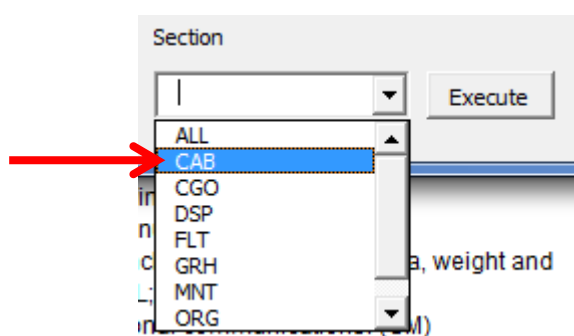 Section
Execute
ALL
CAB
CGO
DSP
FLT
GRH
MNT
ORG
a, weight and